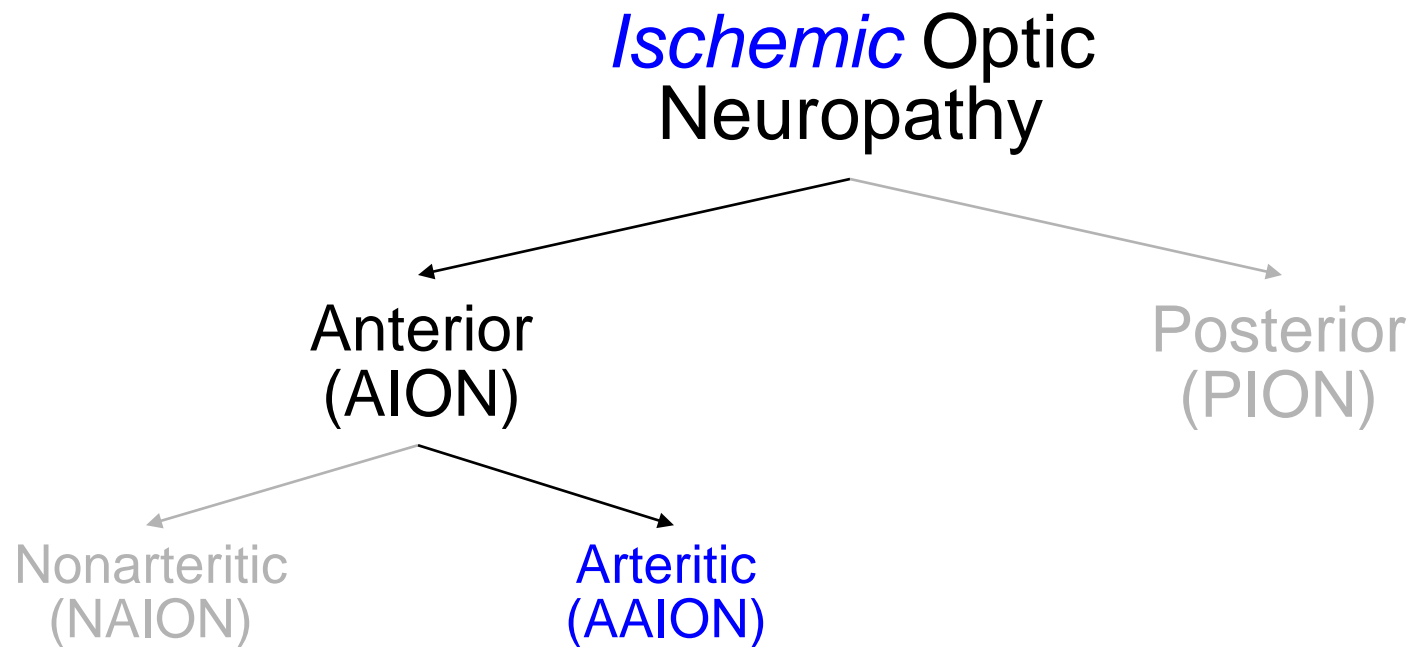 Ischemic Optic
Neuropathy
Anterior
(AION)
Posterior
(PION)
Nonarteritic
(NAION)
Arteritic
(AAION)